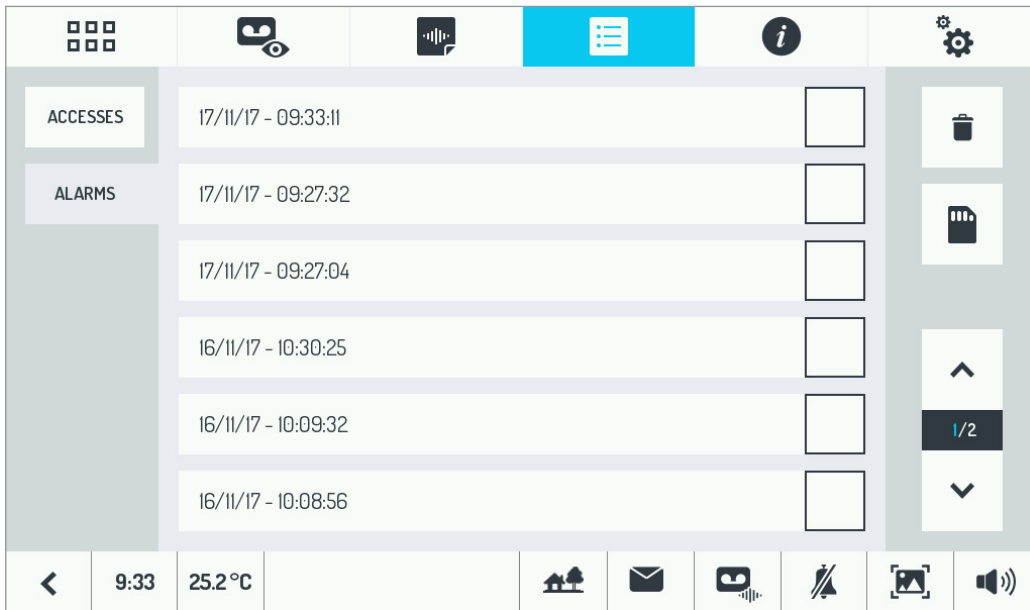 ACCESSES
ALARMS
17/11/17 - 09:33:11
17/11/17 - 09:27:32
17/11/17 - 09:27:04
16/11/17 - 10:30:25
16/11/17 - 10:09:32
16/11/17 - 10:08:56
1/2
9:33
25.2 °C